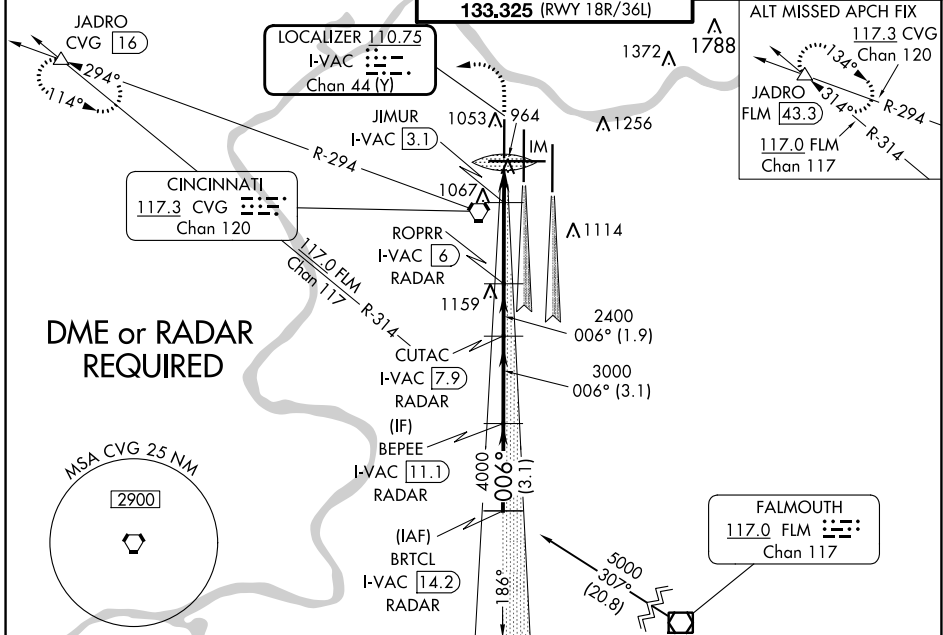 133.325 (RWY 18R/36L)
JADRO
CVG 16
294°
114°
LOCALIZER 110.75
I-VAC
Chan 44 (Y)
1372
1788
ALT MISSED APCH FIX
117.3 CVG
Chan 120
134°
314°
JADRO
FLM 43.3
R-294
R-314
117.0 FLM
Chan 117
JIMUR
I-VAC 3.1
1053
964
1256
IM
R-294
1067
CINCINNATI
117.3 CVG
Chan 120
117.0 FLM
Chan 117
R-314
ROPRR
I-VAC 6
RADAR
1114
1159
DME or RADAR
REQUIRED
2400
006° (1.9)
CUTAC
I-VAC 7.9
RADAR
3000
006° (3.1)
(IF)
BEPEE
I-VAC 11.1
RADAR
4000
006°
(3.1)
MSA CVG 25 NM
2900
(IAF)
BRTCL
I-VAC 14.2
RADAR
186°
5000
307°
(20.8)
FALMOUTH
117.0 FLM
Chan 117